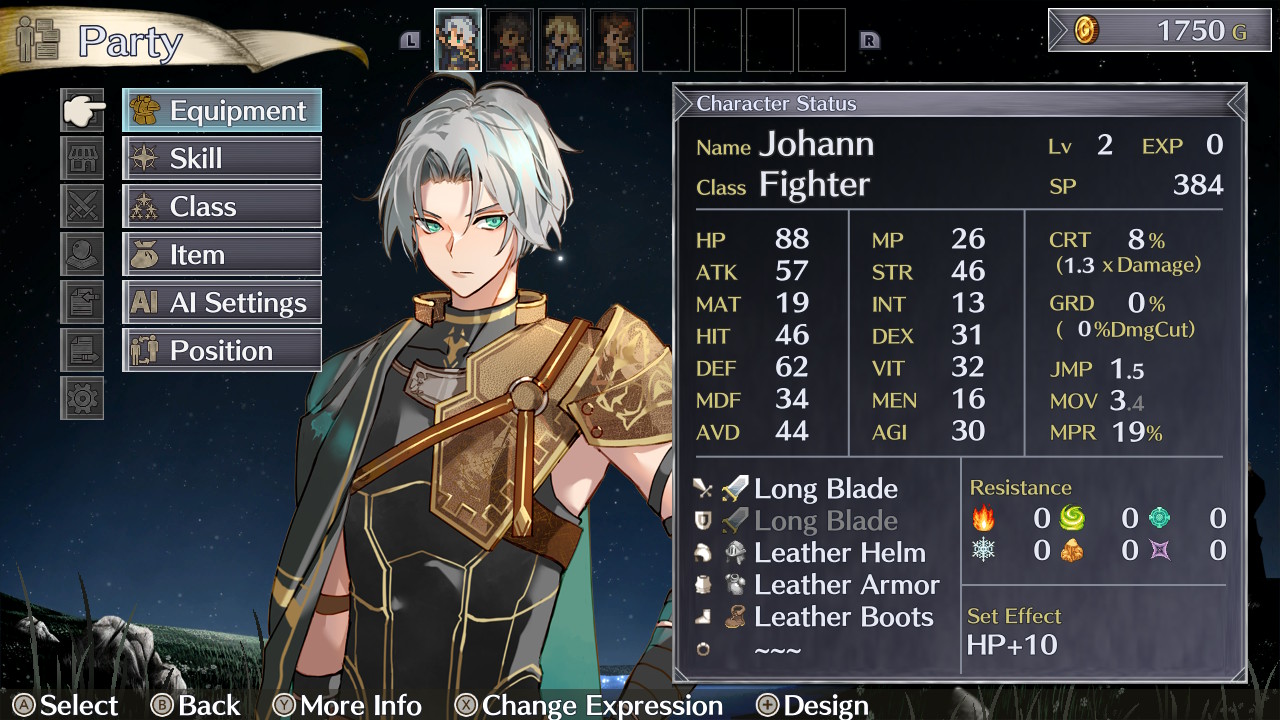 Party
L
R
1750 G
Equipment
Skill
Class
Item
AI AI Settings
Position
Character Status
Name Johann
Lv 2 EXP 0
Class Fighter
SP 384
HP 88 MP 26 CRT 8%
(1.3 x Damage)
ATK 57 STR 46
MAT 19 INT 13 GRD 0%
( 0%DmgCut)
HIT 46 DEX 31
DEF 62 VIT 32 JMP 1.5
MDF 34 MEN 16 MOV 3.4
AVD 44 AGI 30 MPR 19%
Long Blade
Long Blade
Leather Helm
Leather Armor
Leather Boots
~~~
Resistance
0 0 0
0 0 0
Set Effect
HP+10
A Select B Back Y More Info X Change Expression + Design